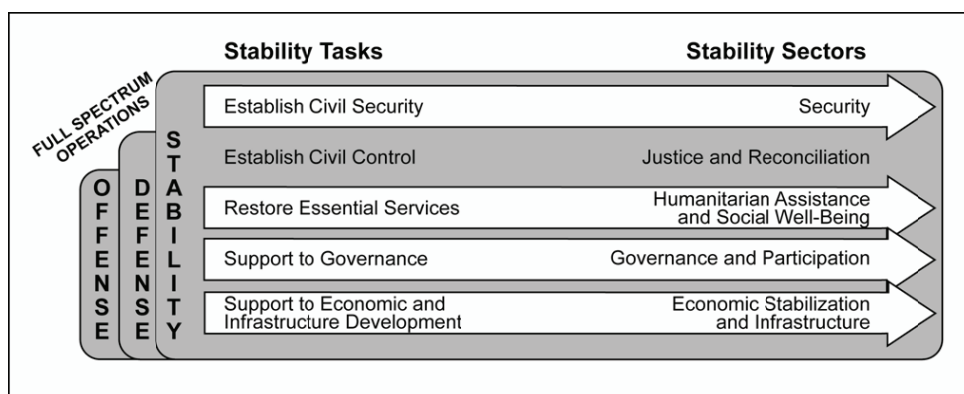 Stability Tasks
Stability Sectors
FULL SPECTRUM
OPERATIONS
OFFENSE
DEFENSE
STABILITY
Establish Civil Security
Security
Establish Civil Control
Justice and Reconciliation
Restore Essential Services
Humanitarian Assistance
and Social Well-Being
Support to Governance
Governance and Participation
Support to Economic and
Infrastructure Development
Economic Stabilization
and Infrastructure